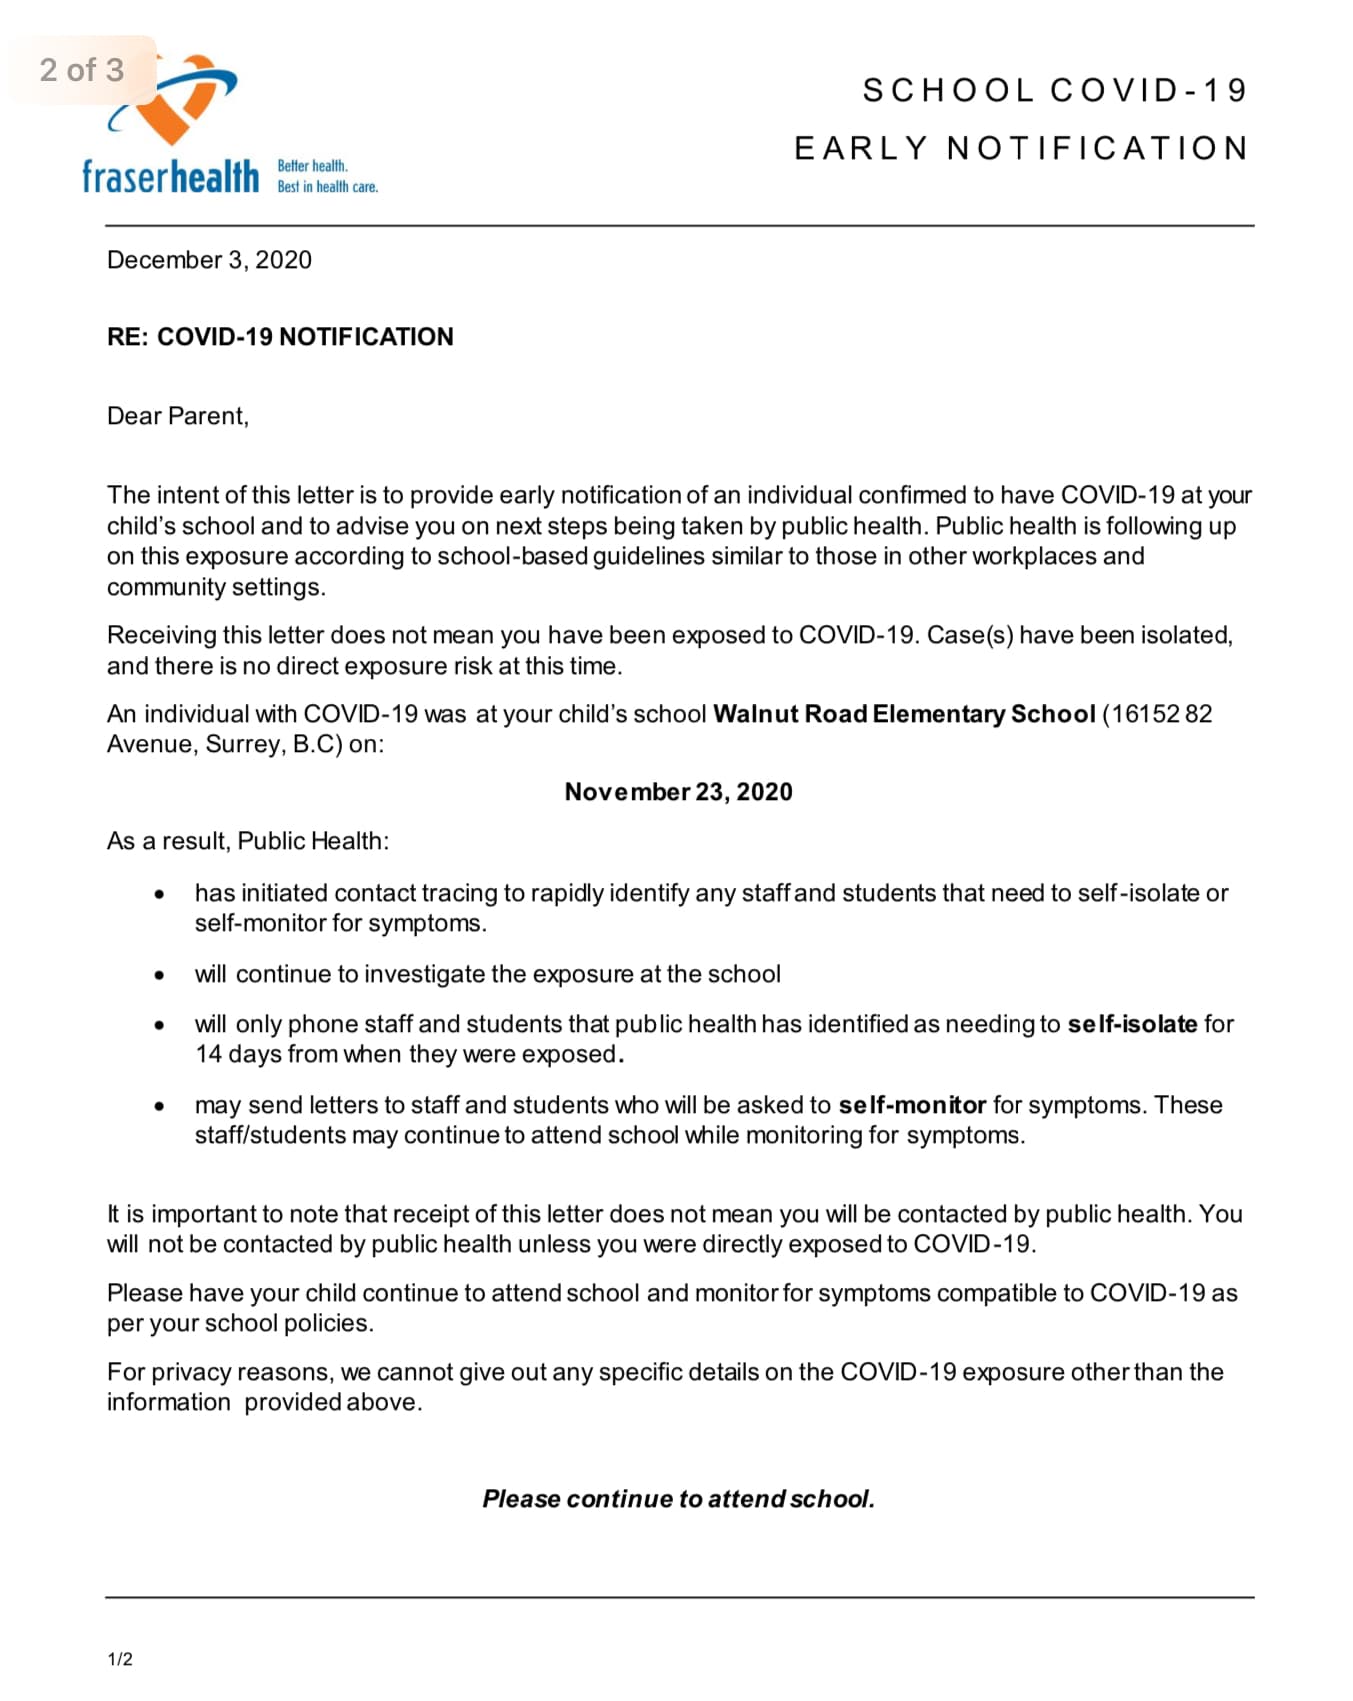 2 of 3
fraserhealth
Better health.
Best in health care.
SCHOOL COVID-19
EARLY NOTIFICATION
December 3, 2020
RE: COVID-19 NOTIFICATION
Dear Parent,
The intent of this letter is to provide early notification of an individual confirmed to have COVID-19 at your
child's school and to advise you on next steps being taken by public health. Public health is following up
on this exposure according to school-based guidelines similar to those in other workplaces and
community settings.
Receiving this letter does not mean you have been exposed to COVID-19. Case(s) have been isolated,
and there is no direct exposure risk at this time.
An individual with COVID-19 was at your child's school Walnut Road Elementary School (16152 82
Avenue, Surrey, B.C) on:
November 23, 2020
As a result, Public Health:
• has initiated contact tracing to rapidly identify any staff and students that need to self-isolate or
self-monitor for symptoms.
• will continue to investigate the exposure at the school
• will only phone staff and students that public health has identified as needing to self-isolate for
14 days from when they were exposed.
• may send letters to staff and students who will be asked to self-monitor for symptoms. These
staff/students may continue to attend school while monitoring for symptoms.
It is important to note that receipt of this letter does not mean you will be contacted by public health. You
will not be contacted by public health unless you were directly exposed to COVID-19.
Please have your child continue to attend school and monitor for symptoms compatible to COVID-19 as
per your school policies.
For privacy reasons, we cannot give out any specific details on the COVID-19 exposure other than the
information provided above.
Please continue to attend school.
1/2